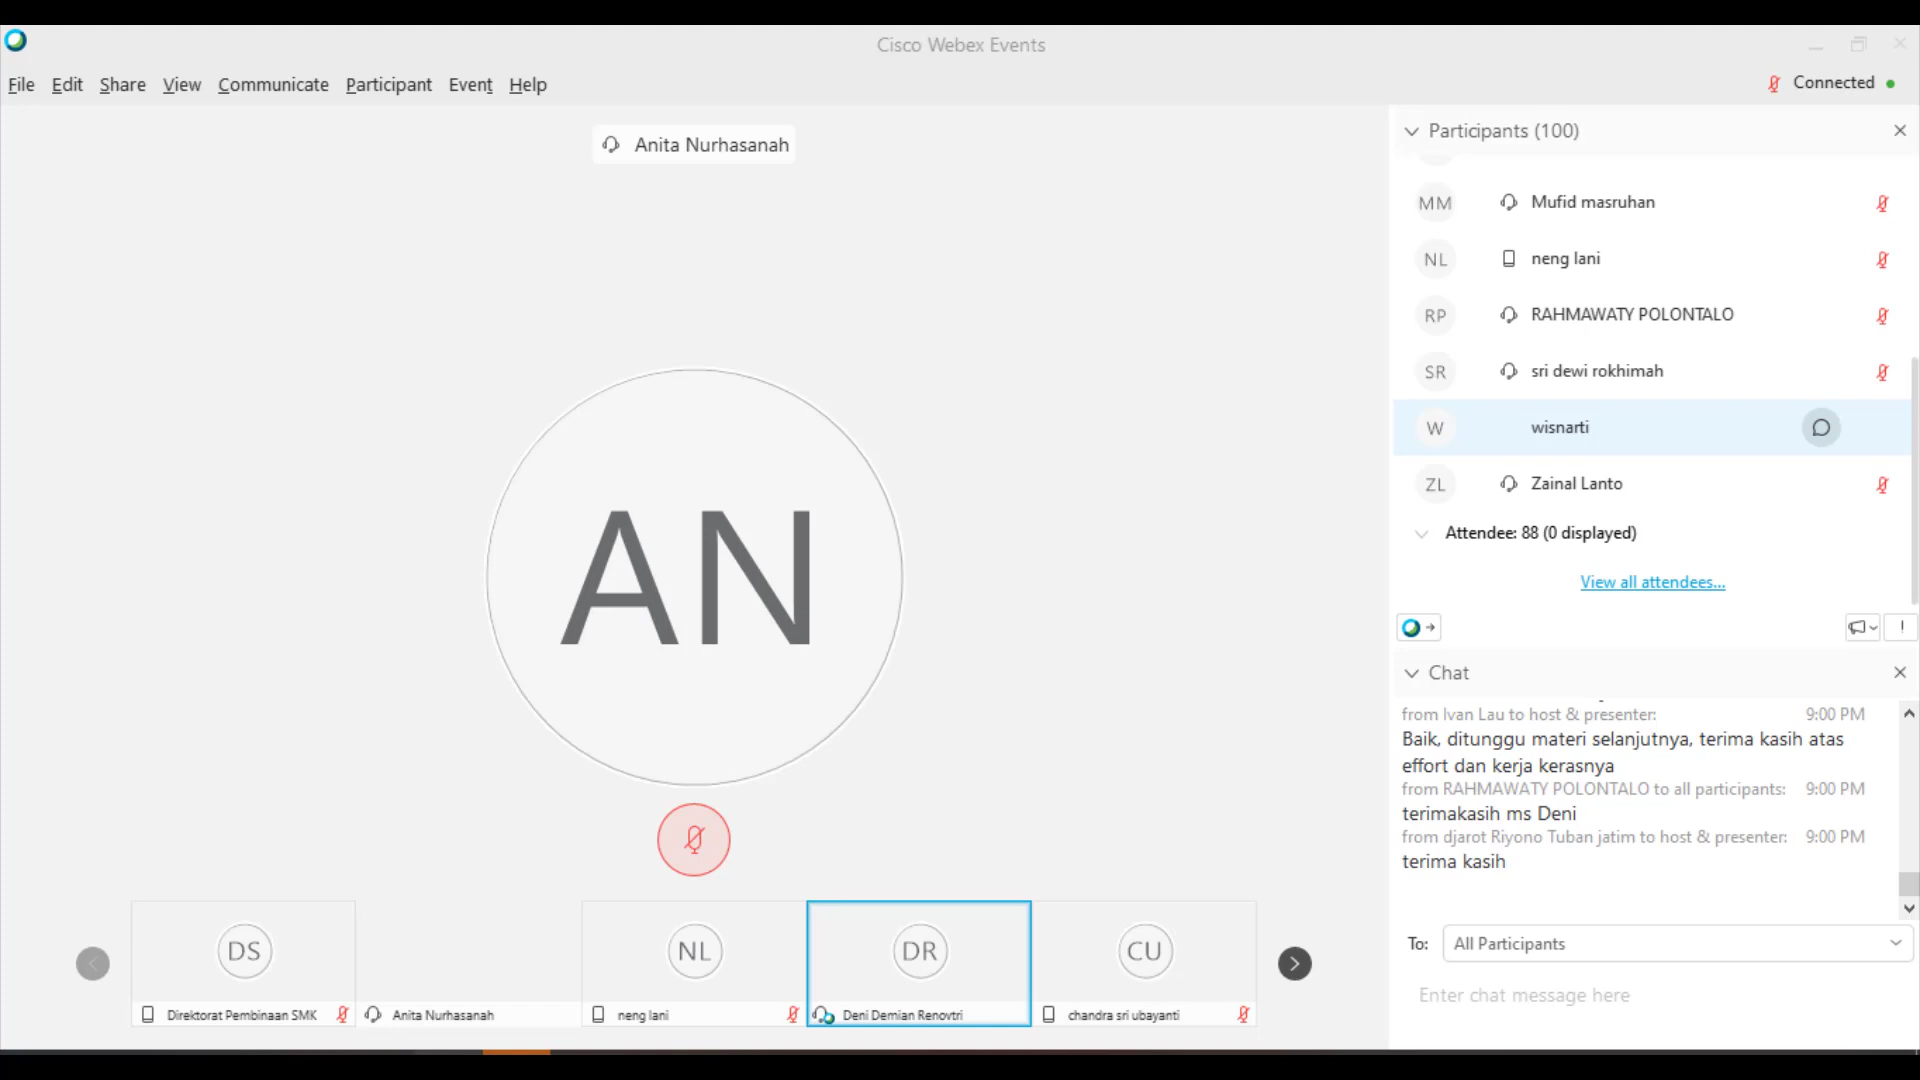 Cisco Webex Events
File Edit Share View Communicate Participant Event Help
Connected
Anita Nurhasanah
AN
DS
Direktorat Pembinaan SMK
Anita Nurhasanah
NL
neng lani
DR
Deni Demian Renovtri
CU
chandra sri ubayanti
Participants (100)
MM Mufid masruhan
NL neng lani
RP RAHMAWATY POLONTALO
SR sri dewi rokhimah
W wisnarti
ZL Zainal Lanto
Attendee: 88 (0 displayed)
View all attendees...
Chat
from Ivan Lau to host & presenter: 9:00 PM
Baik, ditunggu materi selanjutnya, terima kasih atas
effort dan kerja kerasnya
from RAHMAWATY POLONTALO to all participants: 9:00 PM
terimakasih ms Deni
from djarot Riyono Tuban jatim to host & presenter: 9:00 PM
terima kasih
To: All Participants
Enter chat message here